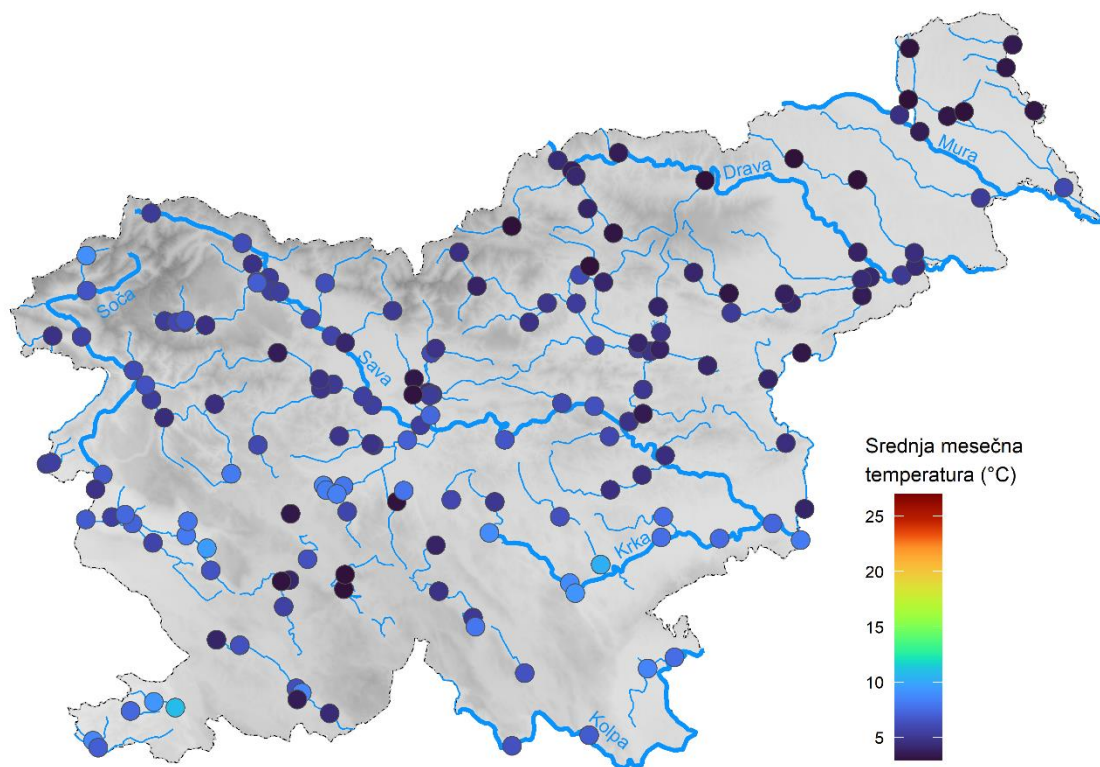 Mura
Drava
Soča
Sava
Srednja mesečna
temperatura (°C)
25
20
15
10
5
Krka
Kolpa